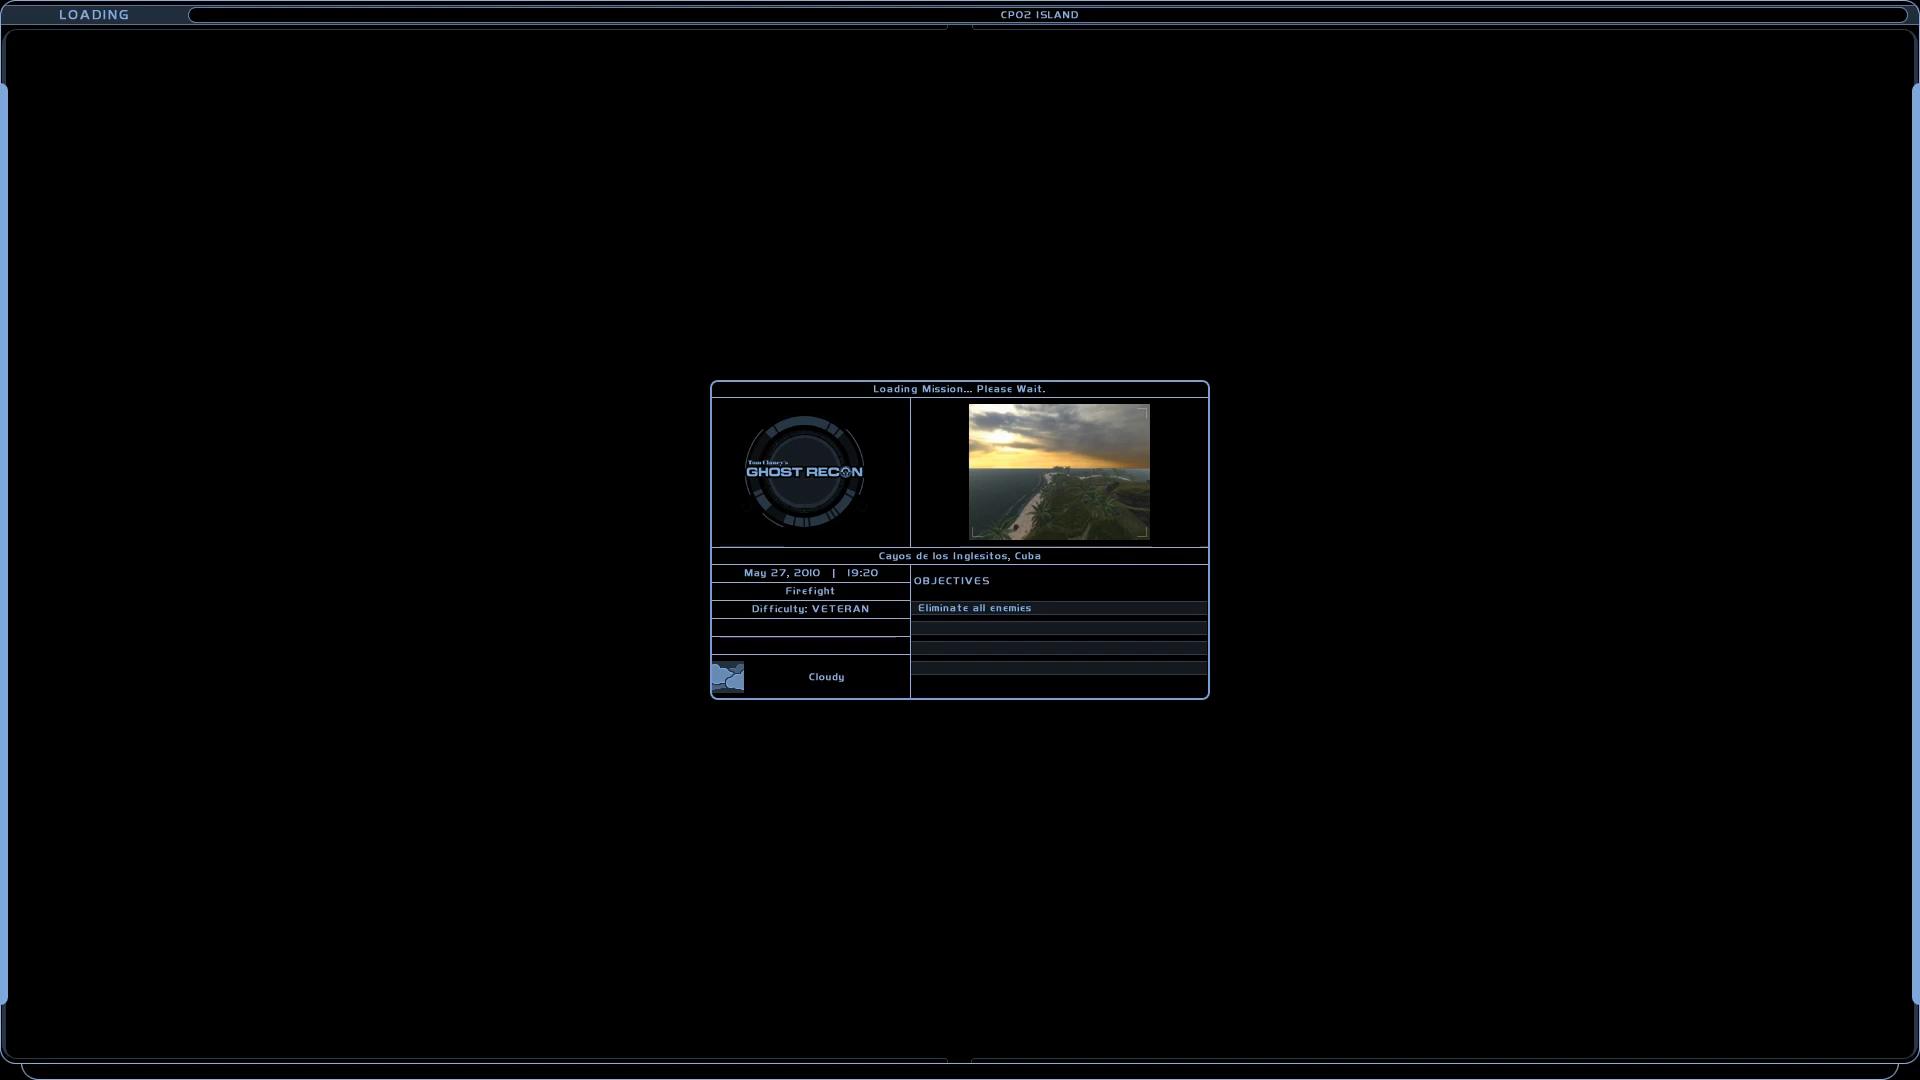 LOADING
CP02 ISLAND
Loading Mission... Please Wait.
Tom Clancy's
GHOST RECON
Cayos de los Inglesitos, Cuba
May 27, 2010 | 19:20
Firefight
Difficulty: VETERAN
Cloudy
OBJECTIVES
Eliminate all enemies